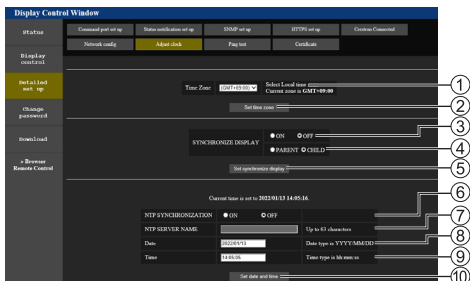 Display Control Window
Status
Display control
Detailed set up
Change password
Download
» Browser Remote Control
Command port set up
Status notification set up
SNMP set up
HTTPS set up
Crestron Connected
Network config
Adjust clock
Ping test
Certificate
Time Zone
(GMT+09:00)
Select Local time
Current zone is GMT+09:00
①
Set time zone
②
SYNCHRONIZE DISPLAY
ON OFF
③
PARENT CHILD
④
Set synchronize display
⑤
Current time is set to 2022/01/13 14:05:16.
NTP SYNCHRONIZATION ON OFF
⑥
NTP SERVER NAME Up to 63 characters
⑦
Date 2022/01/13 Date type is YYYY/MM/DD
⑧
Time 14:05:05 Time type is hh:mm:ss
⑨
Set date and time
⑩